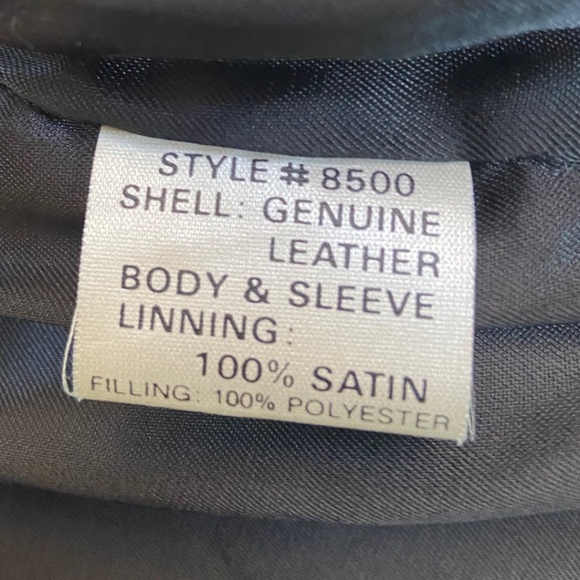 STYLE # 8500
SHELL: GENUINE
LEATHER
BODY & SLEEVE
LINNING:
100% SATIN
FILLING: 100% POLYESTER